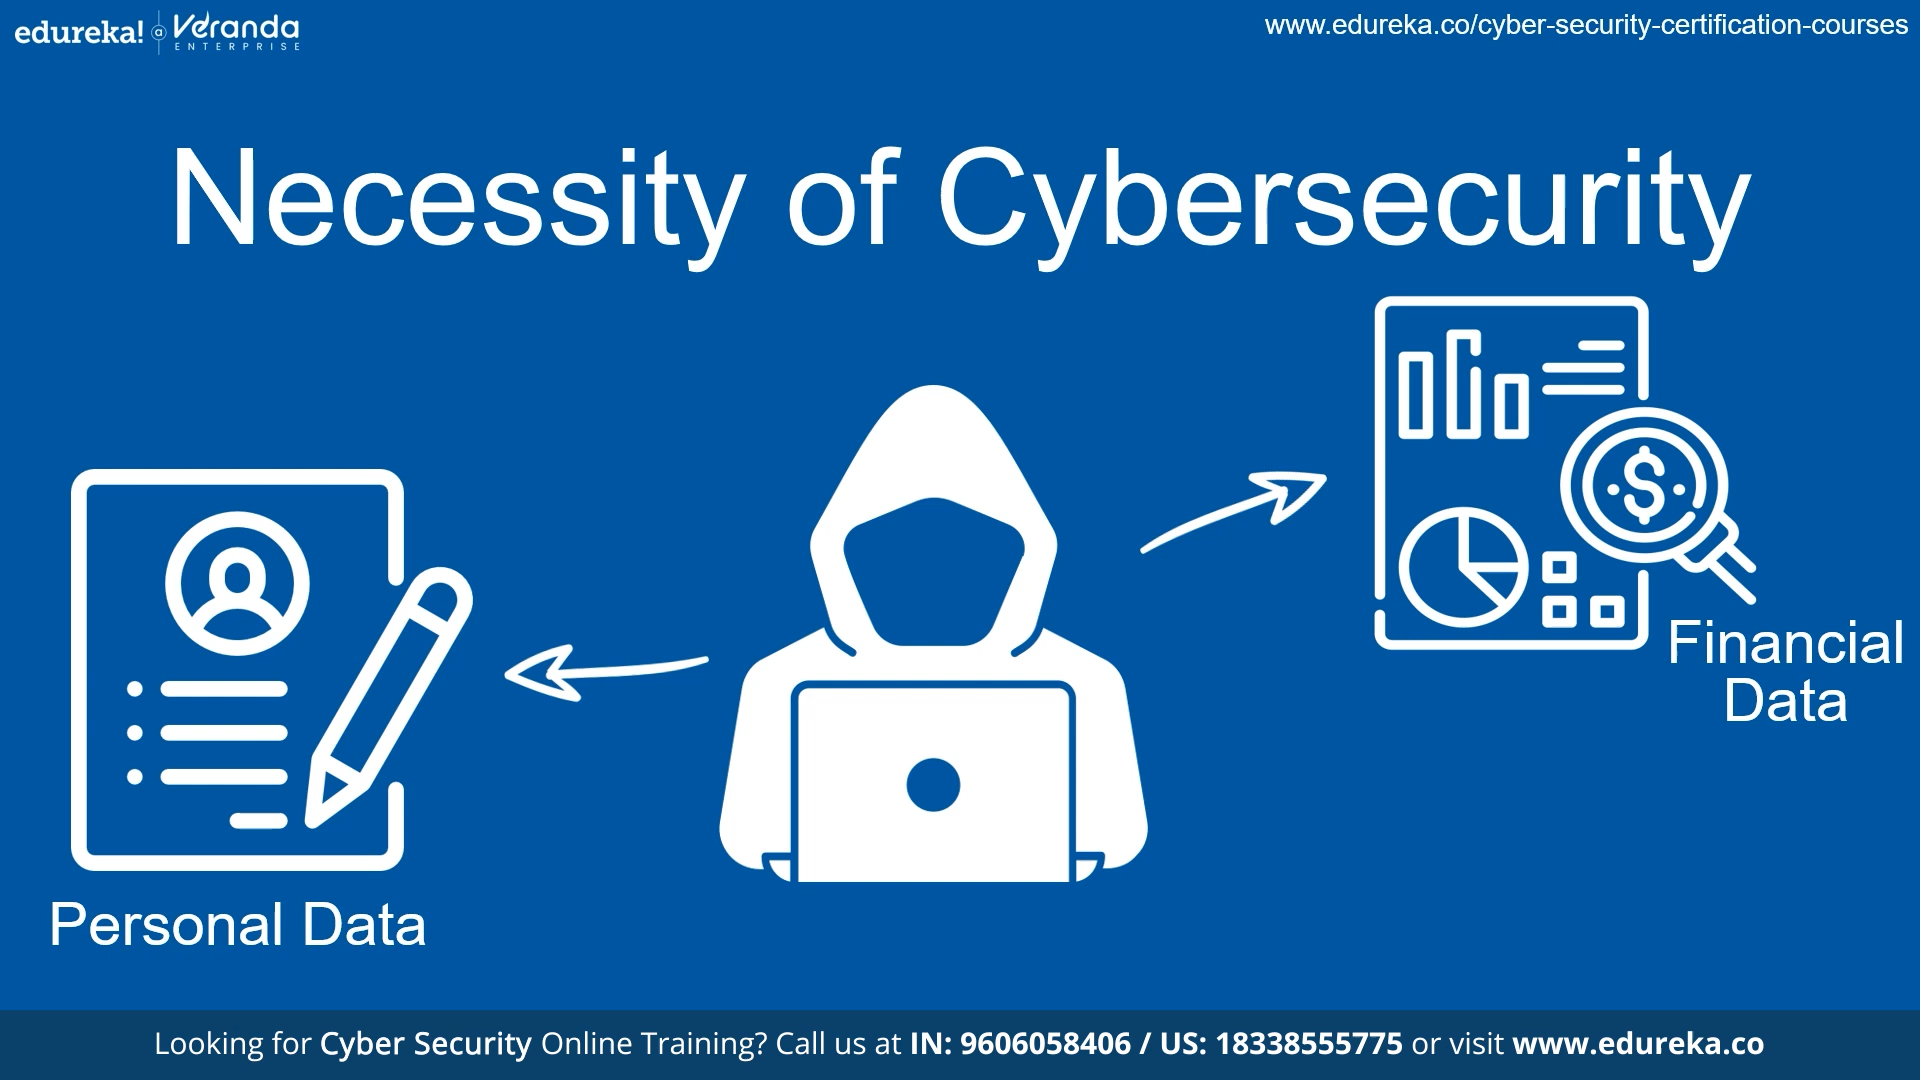 edureka! a Veranda
ENTERPRISE
www.edureka.co/cyber-security-certification-courses
Necessity of Cybersecurity
$
Financial
Data
Personal Data
Looking for Cyber Security Online Training? Call us at IN: 9606058406 / US: 18338555775 or visit www.edureka.co